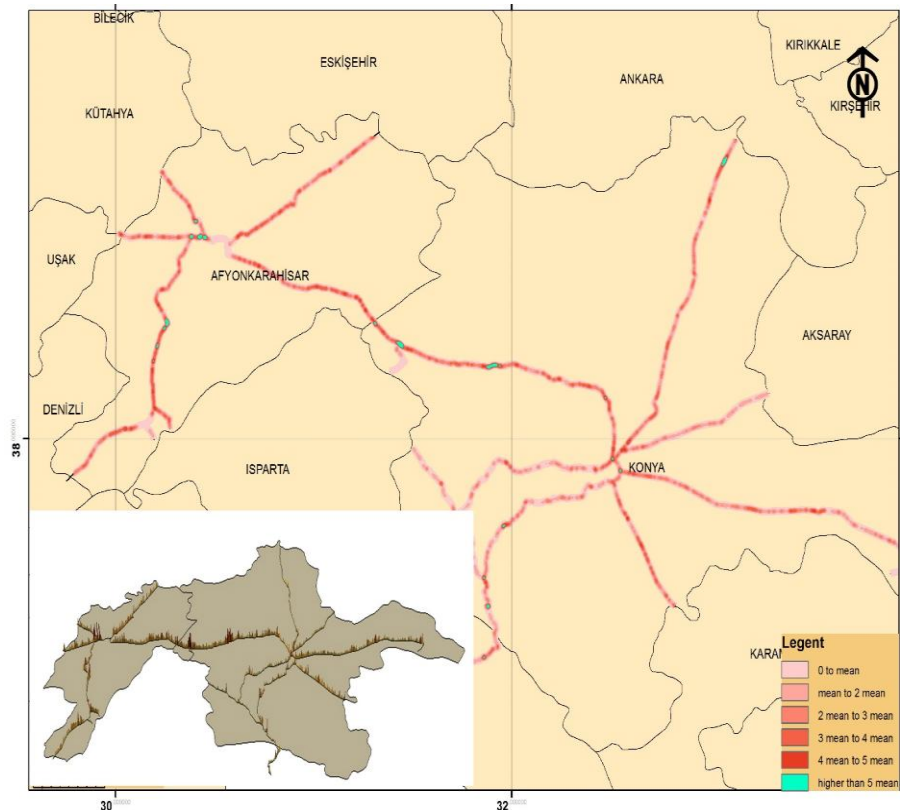 BİLECİK
ESKİŞEHİR
ANKARA
KIRIKKALE
N
KIRŞEHİR
KÜTAHYA
UŞAK
AFYONKARAHİSAR
AKSARAY
DENİZLİ
38
ISPARTA
KONYA
KARAM
Legent
0 to mean
mean to 2 mean
2 mean to 3 mean
3 mean to 4 mean
4 mean to 5 mean
higher than 5 mean
30
32